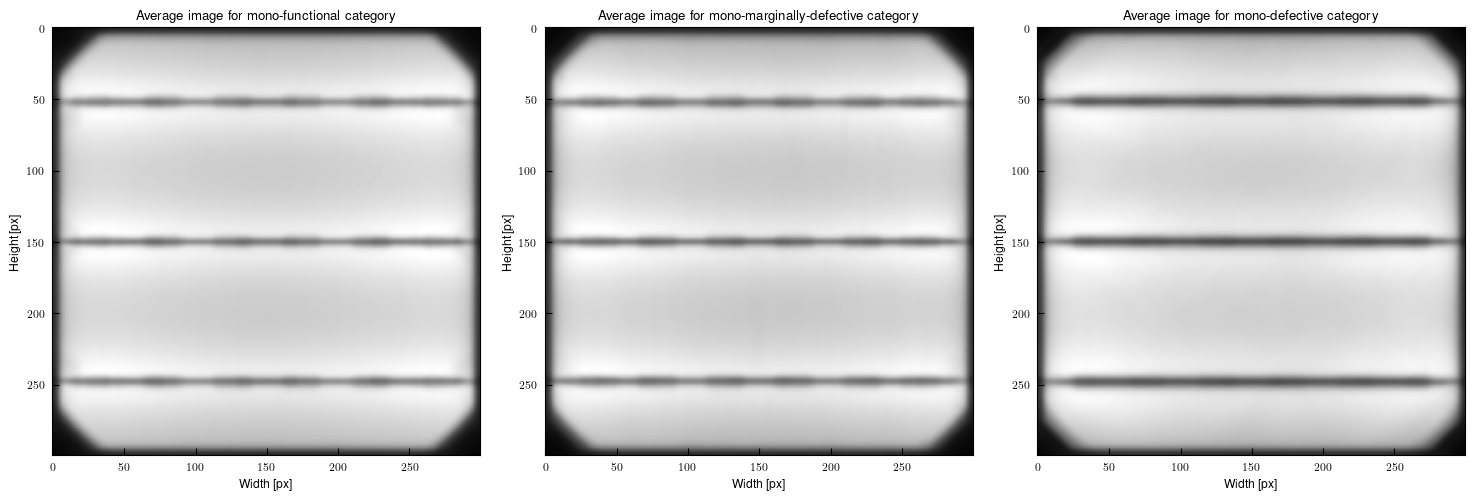 Average image for mono-functional category
0
50
100
150
200
250
Height [px]
0 50 100 150 200 250
Width [px]
Average image for mono-marginally-defective category
0
50
100
150
200
250
Height [px]
0 50 100 150 200 250
Width [px]
Average image for mono-defective category
0
50
100
150
200
250
Height [px]
0 50 100 150 200 250
Width [px]